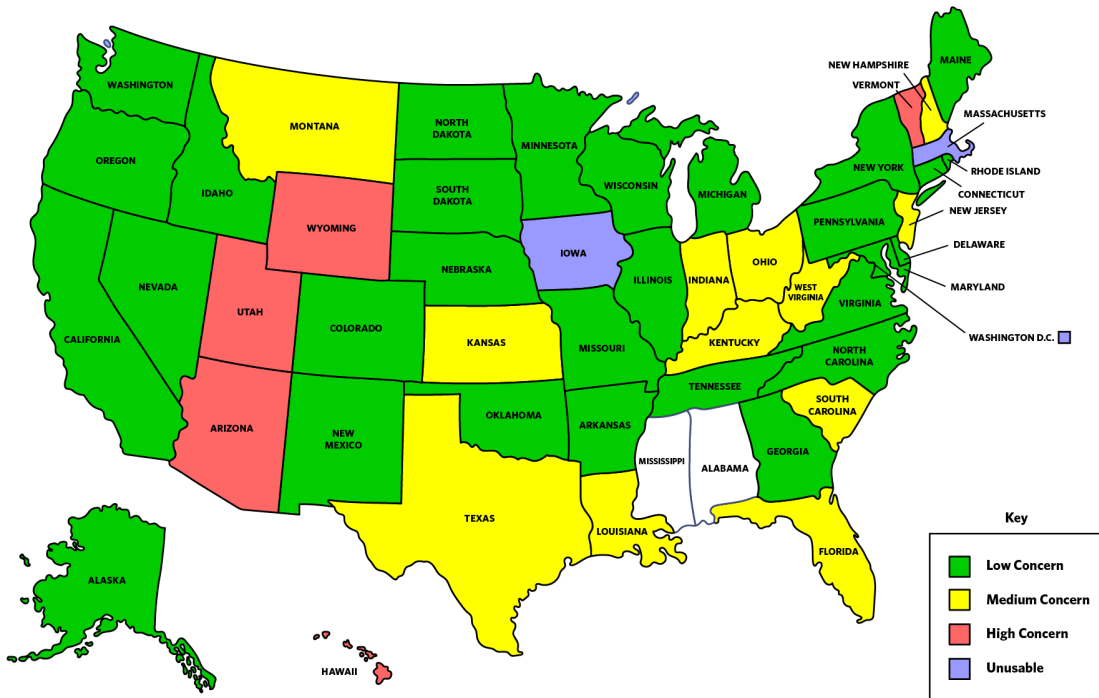 WASHINGTON
OREGON
CALIFORNIA
NEVADA
IDAHO
MONTANA
WYOMING
UTAH
ARIZONA
COLORADO
NEW
MEXICO
NORTH
DAKOTA
SOUTH
DAKOTA
NEBRASKA
KANSAS
OKLAHOMA
TEXAS
MINNESOTA
IOWA
MISSOURI
ARKANSAS
LOUISIANA
WISCONSIN
ILLINOIS
MICHIGAN
INDIANA
OHIO
KENTUCKY
TENNESSEE
MISSISSIPPI
ALABAMA
GEORGIA
FLORIDA
SOUTH
CAROLINA
NORTH
CAROLINA
VIRGINIA
WEST
VIRGINIA
PENNSYLVANIA
NEW YORK
VERMONT
NEW HAMPSHIRE
MAINE
MASSACHUSETTS
RHODE ISLAND
CONNECTICUT
NEW JERSEY
DELAWARE
MARYLAND
WASHINGTON D.C.
ALASKA
HAWAII
Key
Low Concern
Medium Concern
High Concern
Unusable